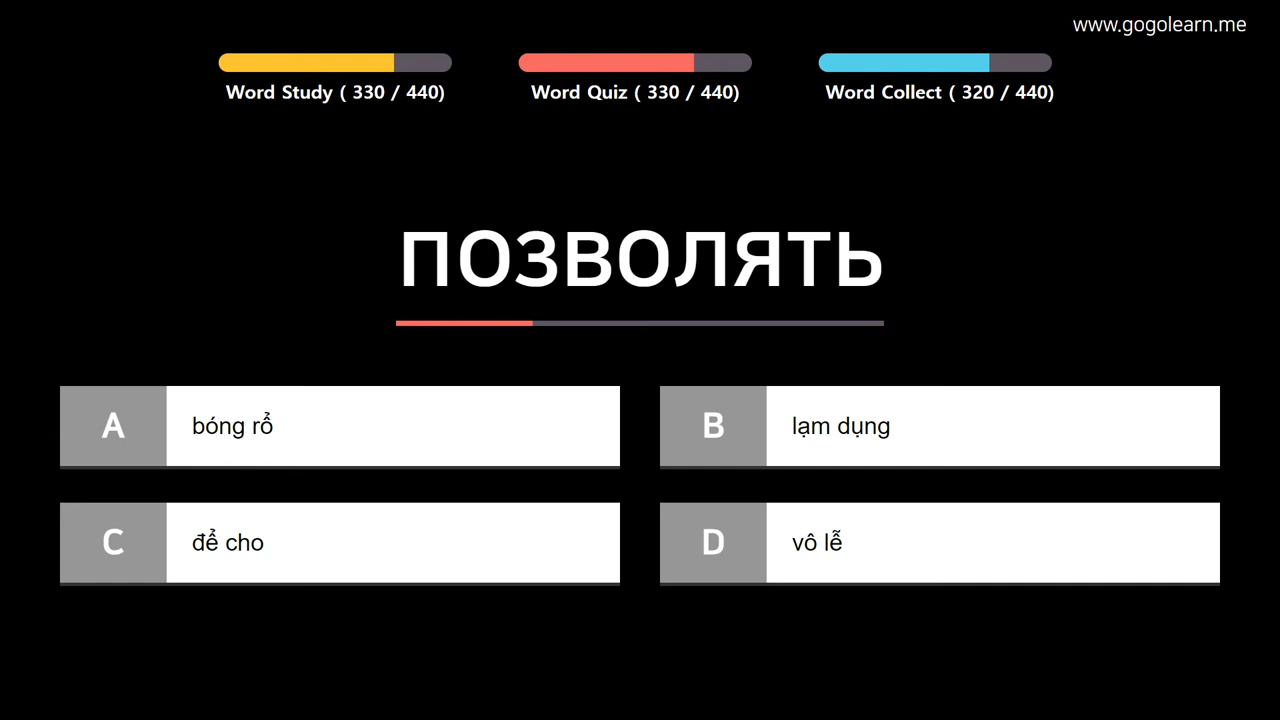 www.gogolearn.me
Word Study ( 330 / 440)
Word Quiz ( 330 / 440)
Word Collect ( 320 / 440)
ПОЗВОЛЯТЬ
A bóng rổ
B lạm dụng
C để cho
D vô lễ